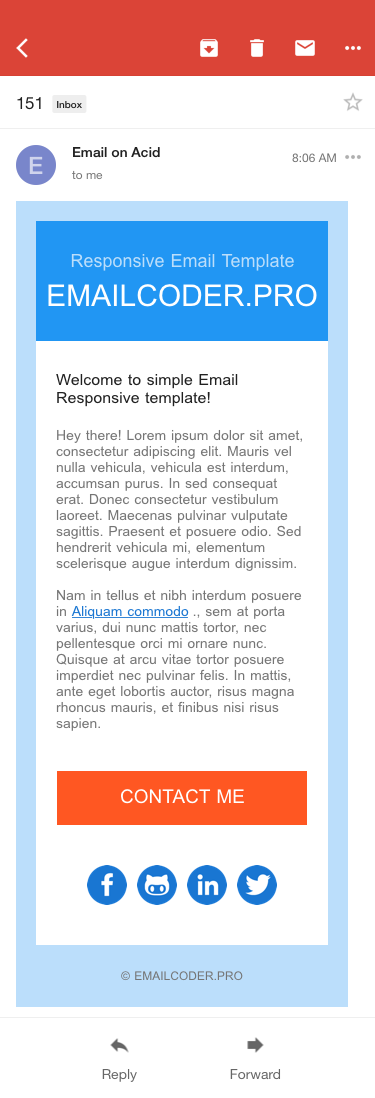 151 Inbox
Email on Acid
8:06 AM
E
to me
Responsive Email Template
EMAILCODER.PRO
Welcome to simple Email
Responsive template!
Hey there! Lorem ipsum dolor sit amet,
consectetur adipiscing elit. Mauris vel
nulla vehicula, vehicula est interdum,
accumsan purus. In sed consequat
erat. Donec consectetur vestibulum
laoreet. Maecenas pulvinar vulputate
sagittis. Praesent et posuere odio. Sed
hendrerit vehicula mi, elementum
scelerisque augue interdum dignissim.
Nam in tellus et nibh interdum posuere
in Aliquam commodo ., sem at porta
varius, dui nunc mattis tortor, nec
pellentesque orci mi ornare nunc.
Quisque at arcu vitae tortor posuere
imperdiet nec pulvinar felis. In mattis,
ante eget lobortis auctor, risus magna
rhoncus mauris, et finibus nisi risus
sapien.
CONTACT ME
f
in
© EMAILCODER.PRO
Reply
Forward